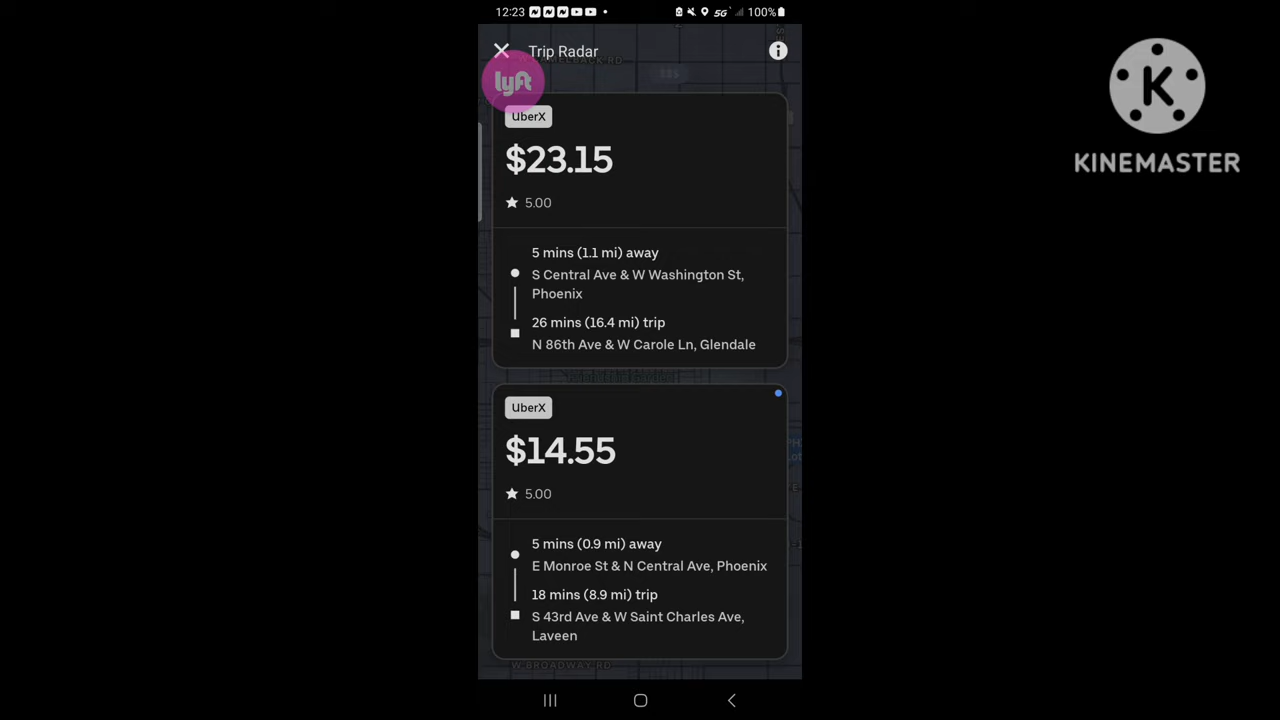 12:23
5G
100%
Trip Radar
lyft
UberX
$23.15
5.00
5 mins (1.1 mi) away
S Central Ave & W Washington St,
Phoenix
26 mins (16.4 mi) trip
N 86th Ave & W Carole Ln, Glendale
UberX
$14.55
5.00
5 mins (0.9 mi) away
E Monroe St & N Central Ave, Phoenix
18 mins (8.9 mi) trip
S 43rd Ave & W Saint Charles Ave,
Laveen
W BROADWAY RD
K
KINEMASTER